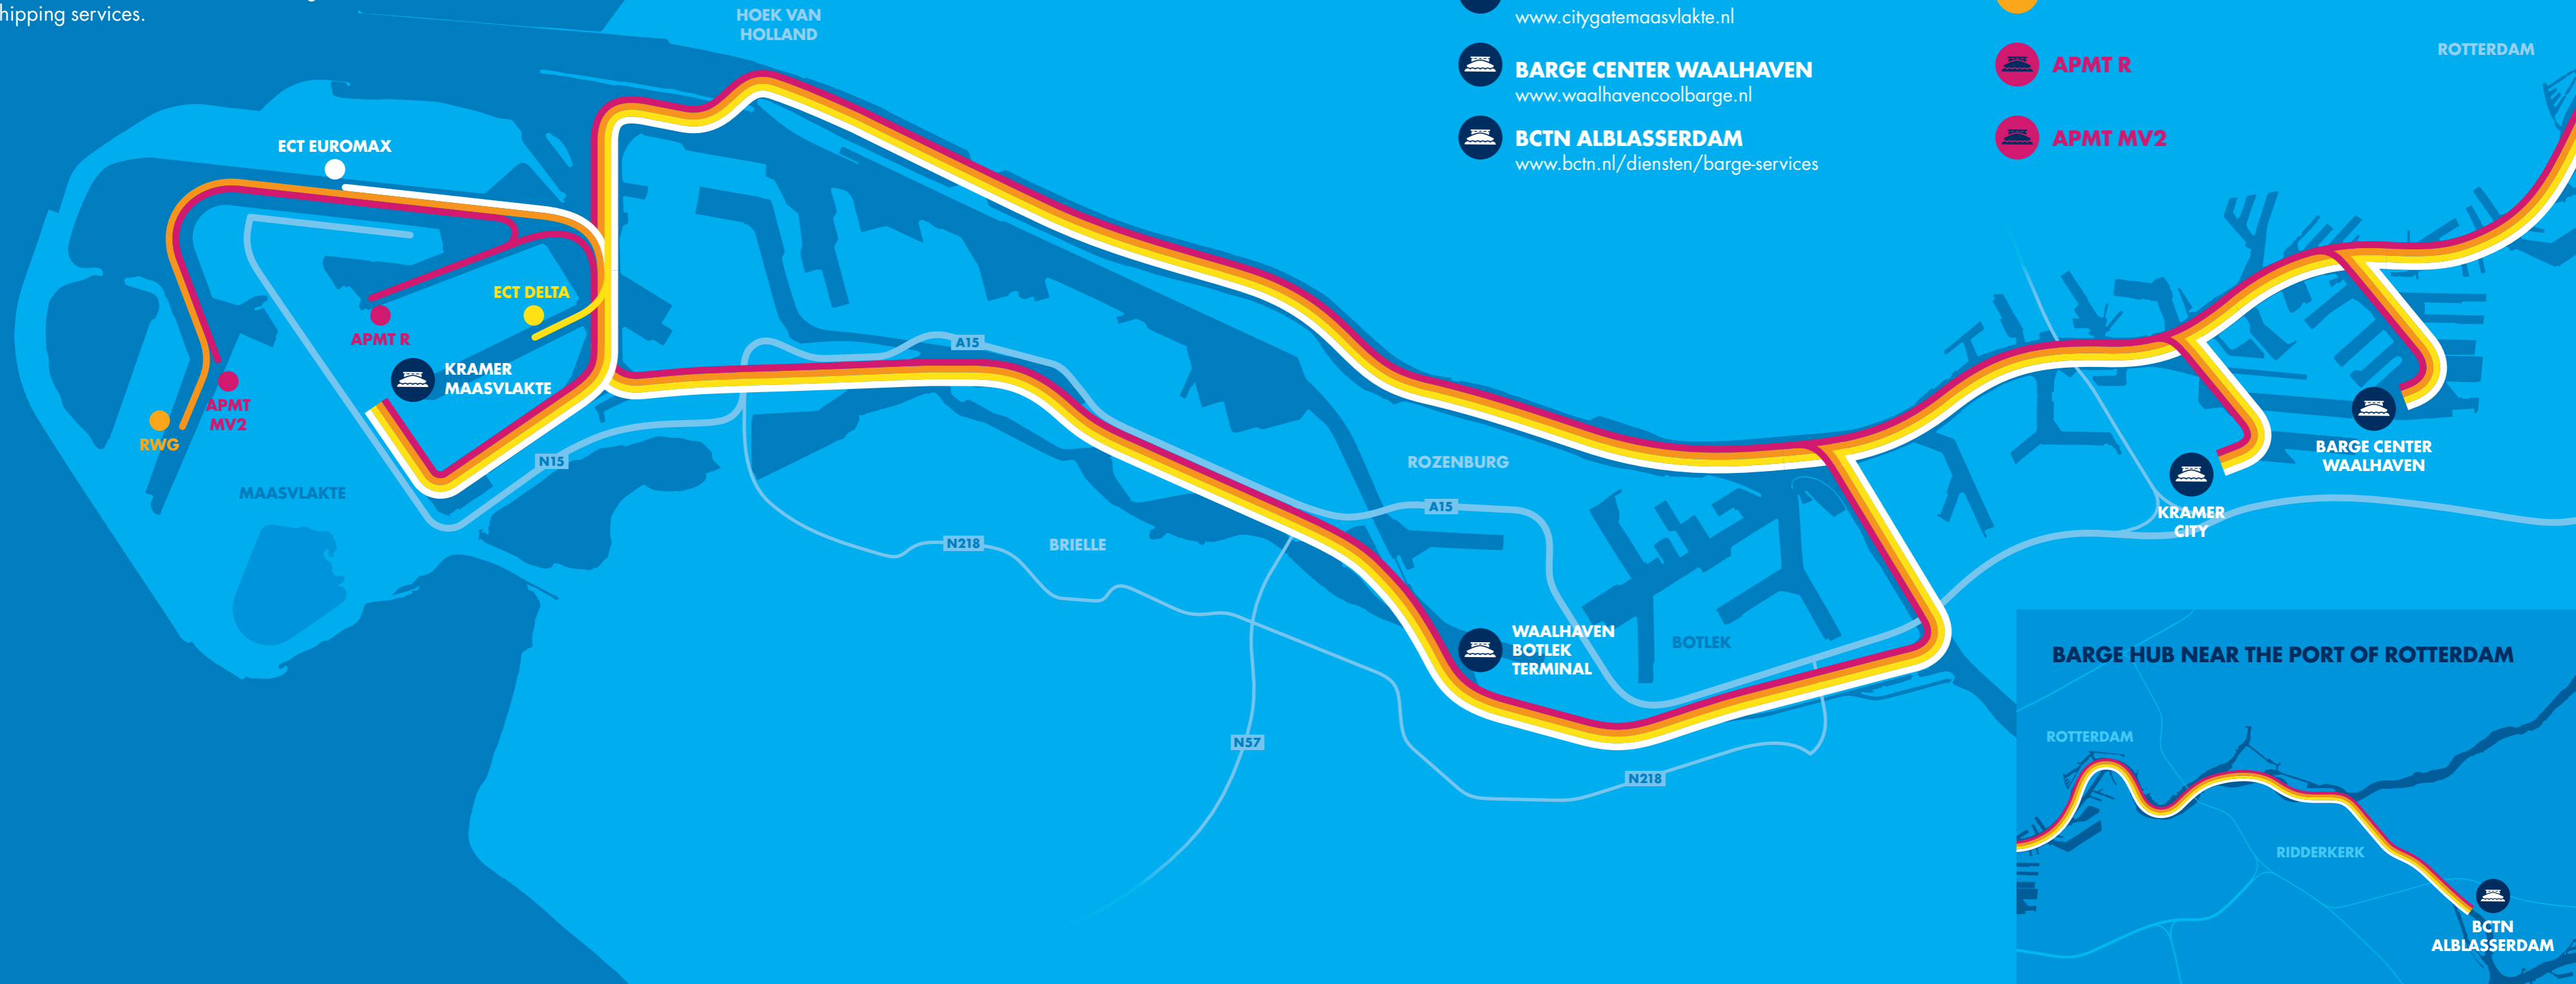 hipping services.
HOEK VAN
HOLLAND
www.citygatemaasvlakte.nl
BARGE CENTER WAALHAVEN
www.waalhavencoolbarge.nl
BCTN ALBLASSERDAM
www.bctn.nl/diensten/barge-services
APMT R
APMT MV2
ROTTERDAM
ECT EUROMAX
ECT DELTA
APMT R
KRAMER
MAASVLAKTE
APMT
MV2
RWG
MAASVLAKTE
N15
A15
A15
N218
BRIELLE
ROZENBURG
N57
N218
WAALHAVEN
BOTLEK
TERMINAL
BOTLEK
BARGE CENTER
WAALHAVEN
KRAMER
CITY
BARGE HUB NEAR THE PORT OF ROTTERDAM
ROTTERDAM
RIDDERKERK
BCTN
ALBLASSERDAM